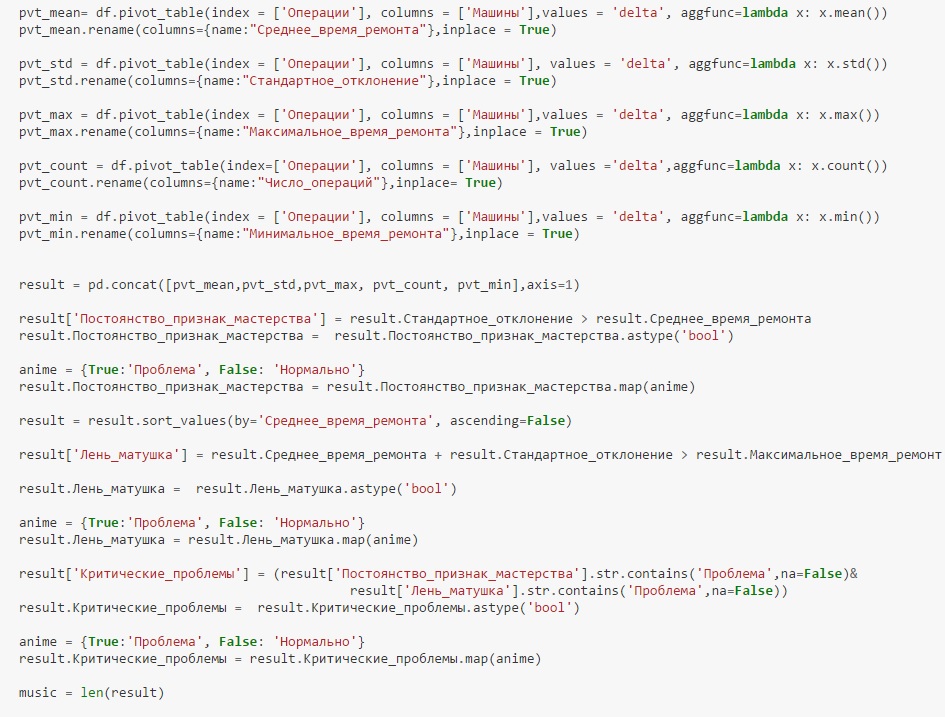 pvt_mean= df.pivot_table(index = ['Операции'], columns = ['Машины'],values = 'delta', aggfunc=lambda x: x.mean())
pvt_mean.rename(columns={name:"Среднее_время_ремонта"},inplace = True)
pvt_std = df.pivot_table(index = ['Операции'], columns = ['Машины'], values = 'delta', aggfunc=lambda x: x.std())
pvt_std.rename(columns={name:"Стандартное_отклонение"},inplace = True)
pvt_max = df.pivot_table(index = ['Операции'], columns = ['Машины'],values = 'delta', aggfunc=lambda x: x.max())
pvt_max.rename(columns={name:"Максимальное_время_ремонта"},inplace = True)
pvt_count = df.pivot_table(index=['Операции'], columns = ['Машины'], values ='delta',aggfunc=lambda x: x.count())
pvt_count.rename(columns={name:"Число_операций"},inplace= True)
pvt_min = df.pivot_table(index = ['Операции'], columns = ['Машины'],values = 'delta', aggfunc=lambda x: x.min())
pvt_min.rename(columns={name:"Минимальное_время_ремонта"},inplace = True)
result = pd.concat([pvt_mean,pvt_std,pvt_max, pvt_count, pvt_min],axis=1)
result['Постоянство_признак_мастерства'] = result.Стандартное_отклонение > result.Среднее_время_ремонта
result.Постоянство_признак_мастерства =  result.Постоянство_признак_мастерства.astype('bool')
anime = {True:'Проблема', False: 'Нормально'}
result.Постоянство_признак_мастерства = result.Постоянство_признак_мастерства.map(anime)
result = result.sort_values(by='Среднее_время_ремонта', ascending=False)
result['Лень_матушка'] = result.Среднее_время_ремонта + result.Стандартное_отклонение > result.Максимальное_время_ремонт
result.Лень_матушка =  result.Лень_матушка.astype('bool')
anime = {True:'Проблема', False: 'Нормально'}
result.Лень_матушка = result.Лень_матушка.map(anime)
result['Критические_проблемы'] = (result['Постоянство_признак_мастерства'].str.contains('Проблема',na=False)&
result['Лень_матушка'].str.contains('Проблема',na=False))
result.Критические_проблемы =  result.Критические_проблемы.astype('bool')
anime = {True:'Проблема', False: 'Нормально'}
result.Критические_проблемы = result.Критические_проблемы.map(anime)
music = len(result)